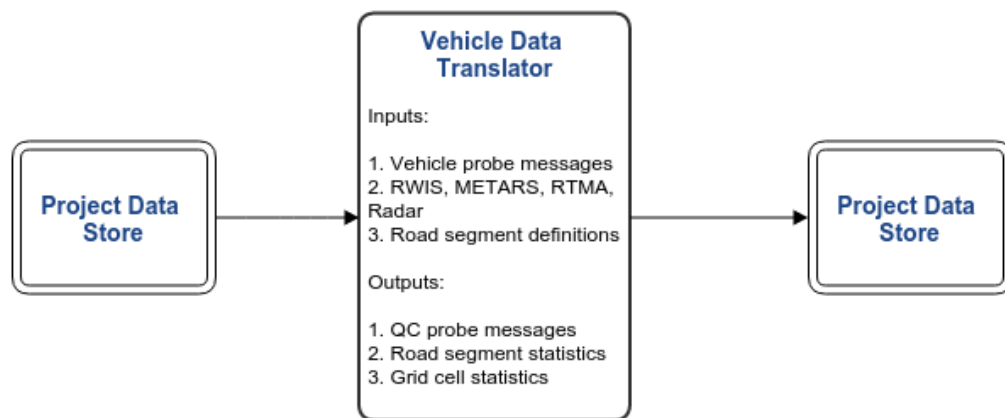 Project Data
Store
Vehicle Data
Translator
Inputs:
1. Vehicle probe messages
2. RWIS, METARS, RTMA,
Radar
3. Road segment definitions
Outputs:
1. QC probe messages
2. Road segment statistics
3. Grid cell statistics
Project Data
Store